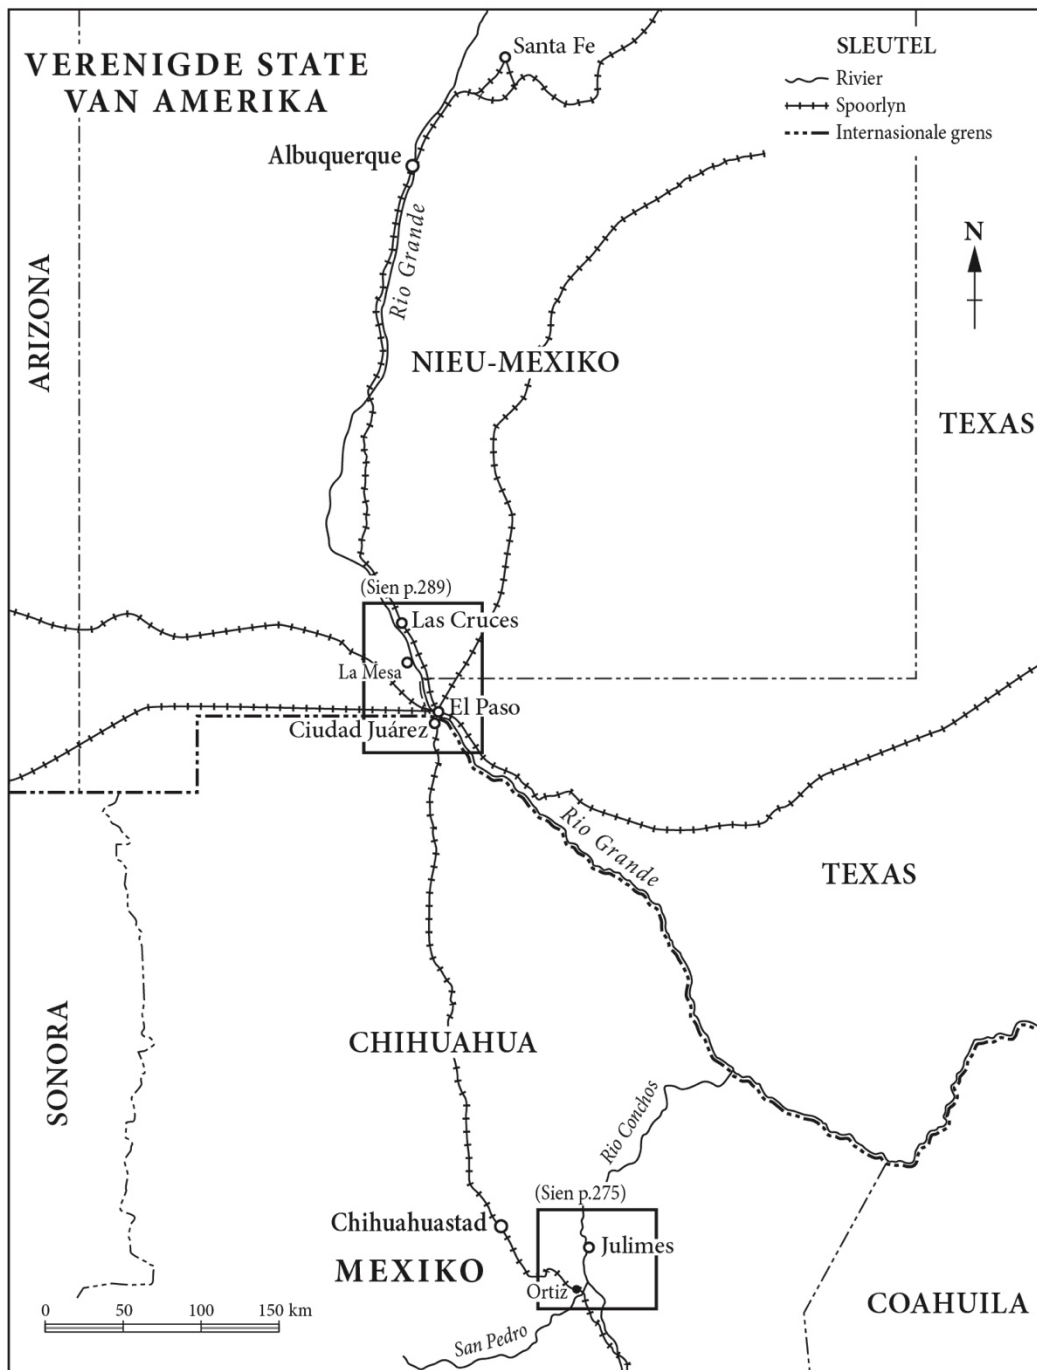 VERENIGDE STATE
VAN AMERIKA
Santa Fe
SLEUTEL
Rivier
Spoorlyn
Internasionale grens
Albuquerque
Rio Grande
N
ARIZONA
NIEU-MEXIKO
TEXAS
(Sien p.289)
Las Cruces
La Mesa
El Paso
Ciudad Juárez
Rio Grande
TEXAS
SONORA
CHIHUAHUA
Rio Conchos
(Sien p.275)
Chihuahuastad
Julimes
MEXIKO
Ortiz
COAHUILA
San Pedro
0 50 100 150 km